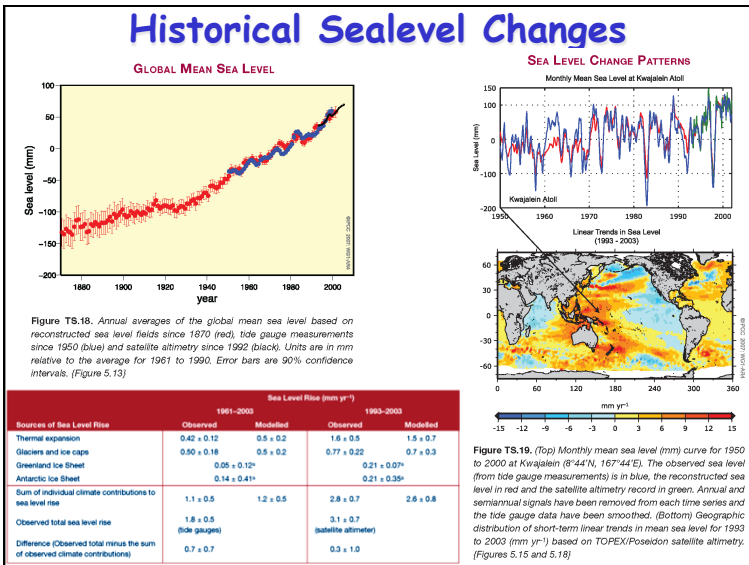 Historical Sealevel Changes
GLOBAL MEAN SEA LEVEL
100
50
0
−50
−100
−150
−200
Sea level (mm)
1880 1900 1920 1940 1960 1980 2000
year
©IPCC 2007: WG1-AR4
Figure TS.18. Annual averages of the global mean sea level based on
reconstructed sea level fields since 1870 (red), tide gauge measurements
since 1950 (blue) and satellite altimetry since 1992 (black). Units are in mm
relative to the average for 1961 to 1990. Error bars are 90% confidence
intervals. {Figure 5.13}
Sea Level Rise (mm yr⁻¹)
1961–2003 1993–2003
Sources of Sea Level Rise Observed Modelled Observed Modelled
Thermal expansion 0.42 ± 0.12 0.5 ± 0.2 1.6 ± 0.5 1.5 ± 0.7
Glaciers and ice caps 0.50 ± 0.18 0.5 ± 0.2 0.77 ± 0.22 0.7 ± 0.3
Greenland Ice Sheet 0.05 ± 0.12ᵃ 0.21 ± 0.07ᵃ
Antarctic Ice Sheet 0.14 ± 0.41ᵃ 0.21 ± 0.35ᵃ
Sum of individual climate contributions to
sea level rise 1.1 ± 0.5 1.2 ± 0.5 2.8 ± 0.7 2.6 ± 0.8
Observed total sea level rise 1.8 ± 0.5 3.1 ± 0.7
(tide gauges) (satellite altimeter)
Difference (Observed total minus the sum
of observed climate contributions) 0.7 ± 0.7 0.3 ± 1.0
SEA LEVEL CHANGE PATTERNS
Monthly Mean Sea Level at Kwajalein Atoll
150
100
0
-100
-200
Sea Level (mm)
Kwajalein Atoll
1950 1960 1970 1980 1990 2000
Linear Trends in Sea Level
(1993 - 2003)
60
30
0
-30
-60
0 60 120 180 240 300 360
©IPCC 2007: WG1-AR4
mm yr⁻¹
-15 -12 -9 -6 -3 0 3 6 9 12 15
Figure TS.19. (Top) Monthly mean sea level (mm) curve for 1950
to 2000 at Kwajalein (8°44’N, 167°44’E). The observed sea level
(from tide gauge measurements) is in blue, the reconstructed sea
level in red and the satellite altimetry record in green. Annual and
semiannual signals have been removed from each time series and
the tide gauge data have been smoothed. (Bottom) Geographic
distribution of short-term linear trends in mean sea level for 1993
to 2003 (mm yr⁻¹) based on TOPEX/Poseidon satellite altimetry.
{Figures 5.15 and 5.18}